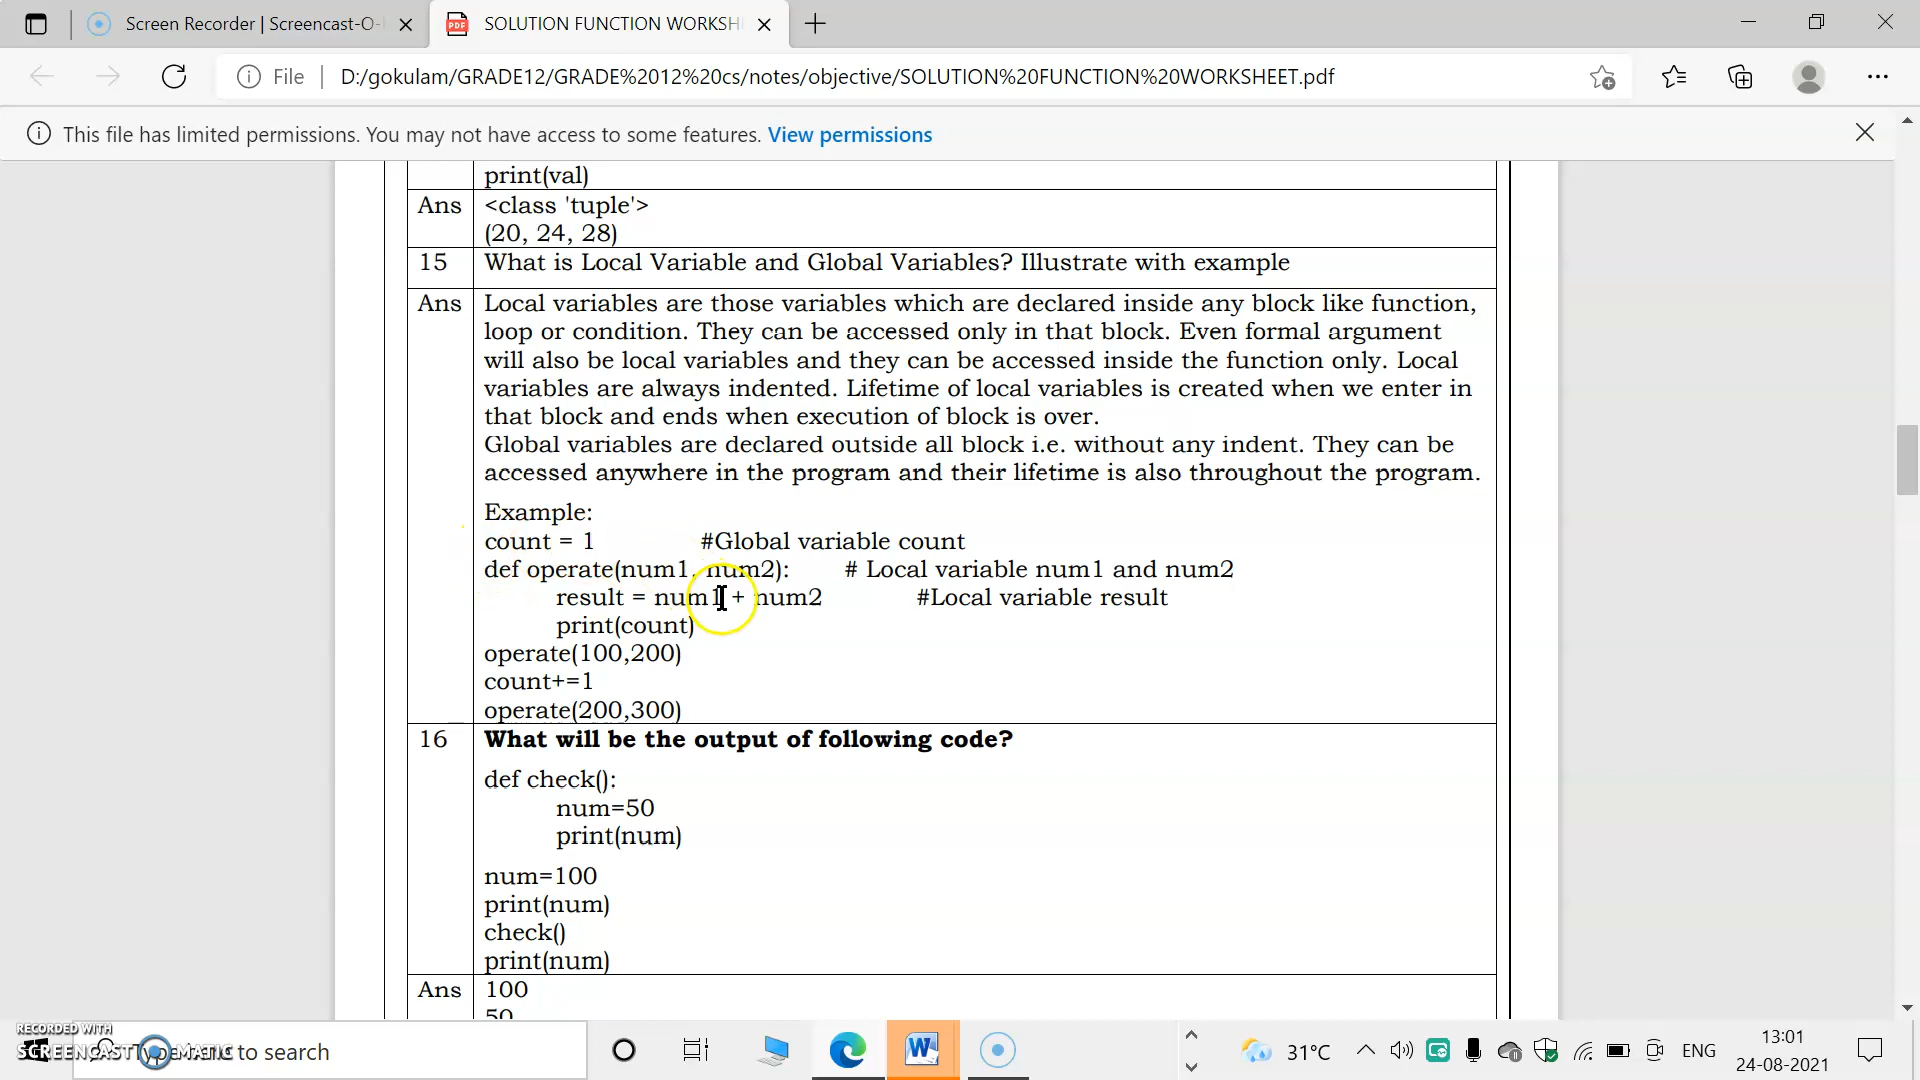 Screen Recorder | Screencast-O-
SOLUTION FUNCTION WORKSH
File
D:/gokulam/GRADE12/GRADE%2012%20cs/notes/objective/SOLUTION%20FUNCTION%20WORKSHEET.pdf
This file has limited permissions. You may not have access to some features. View permissions
print(val)
Ans <class 'tuple'>
(20, 24, 28)
15 What is Local Variable and Global Variables? Illustrate with example
Ans Local variables are those variables which are declared inside any block like function,
loop or condition. They can be accessed only in that block. Even formal argument
will also be local variables and they can be accessed inside the function only. Local
variables are always indented. Lifetime of local variables is created when we enter in
that block and ends when execution of block is over.
Global variables are declared outside all block i.e. without any indent. They can be
accessed anywhere in the program and their lifetime is also throughout the program.
Example:
count = 1 #Global variable count
def operate(num1, num2): # Local variable num1 and num2
result = num1 + num2 #Local variable result
print(count)
operate(100,200)
count+=1
operate(200,300)
16 What will be the output of following code?
def check():
num=50
print(num)
num=100
print(num)
check()
print(num)
Ans 100
50
RECORDED WITH
SCREENCAST MATIC
Type here to search
31°C
ENG
13:01
24-08-2021